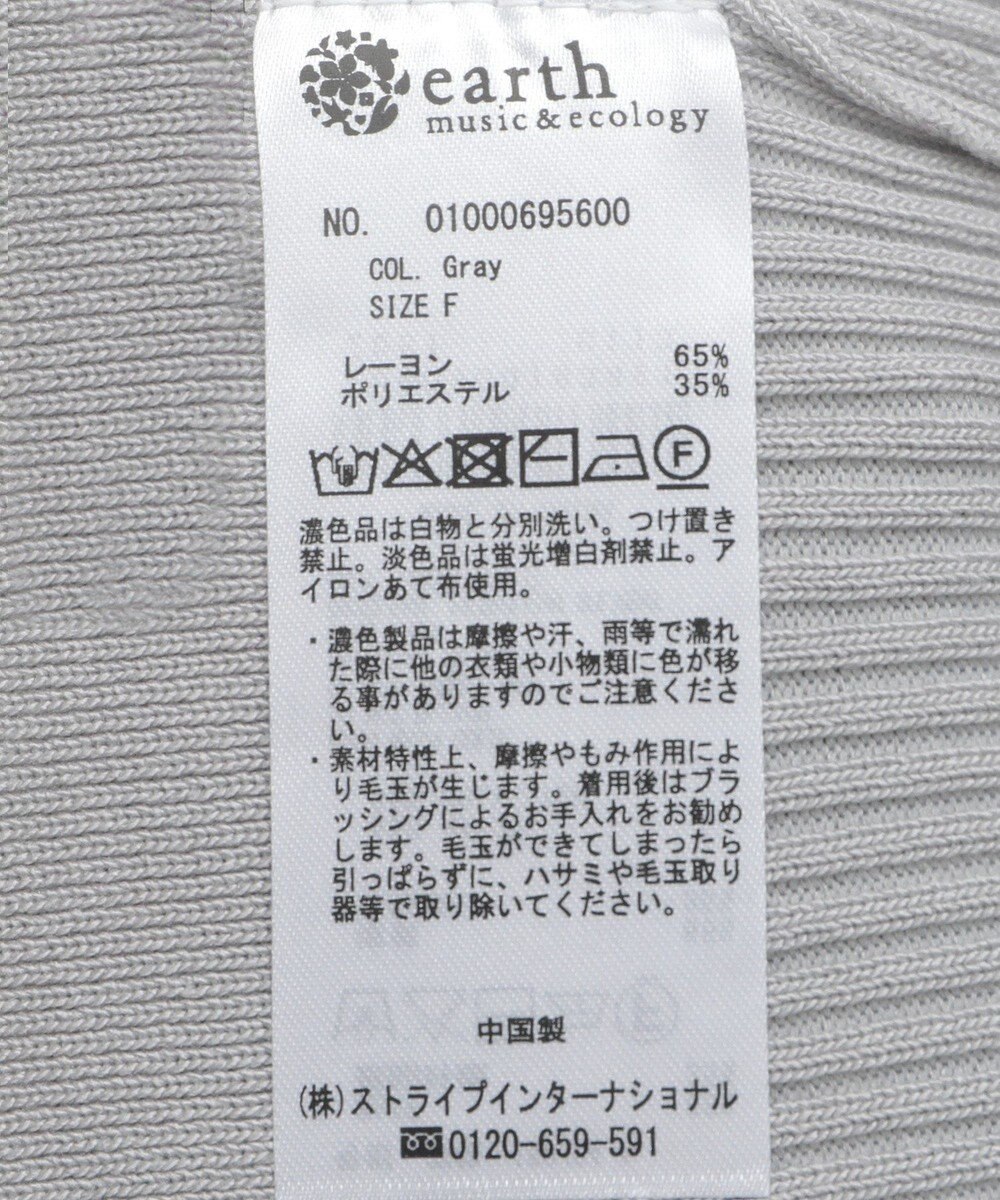 earth
music&ecology
NO. 01000695600
COL. Gray
SIZE F
レーヨン 65%
ポリエステル 35%
F
濃色品は白物と分別洗い。つけ置き
禁止。淡色品は蛍光増白剤禁止。ア
イロンあて布使用。
・濃色製品は摩擦や汗、雨等で濡れ
た際に他の衣類や小物類に色が移
る事がありますのでご注意くださ
い。
・素材特性上、摩擦やもみ作用によ
り毛玉が生じます。着用後はブラ
ッシングによるお手入れをお勧め
します。毛玉ができてしまったら
引っぱらずに、ハサミや毛玉取り
器等で取り除いてください。
中国製
(株)ストライプインターナショナル
0120-659-591